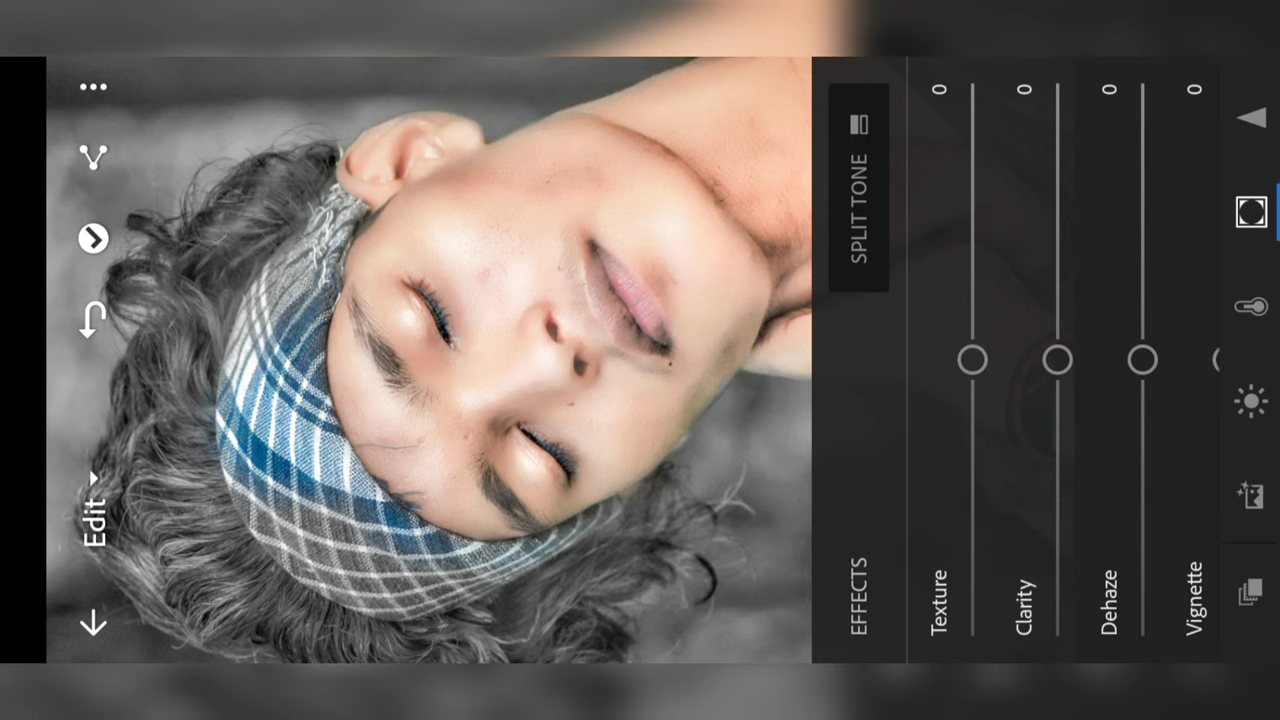 Edit
EFFECTS
SPLIT TONE
Texture 0
Clarity 0
Dehaze 0
Vignette 0